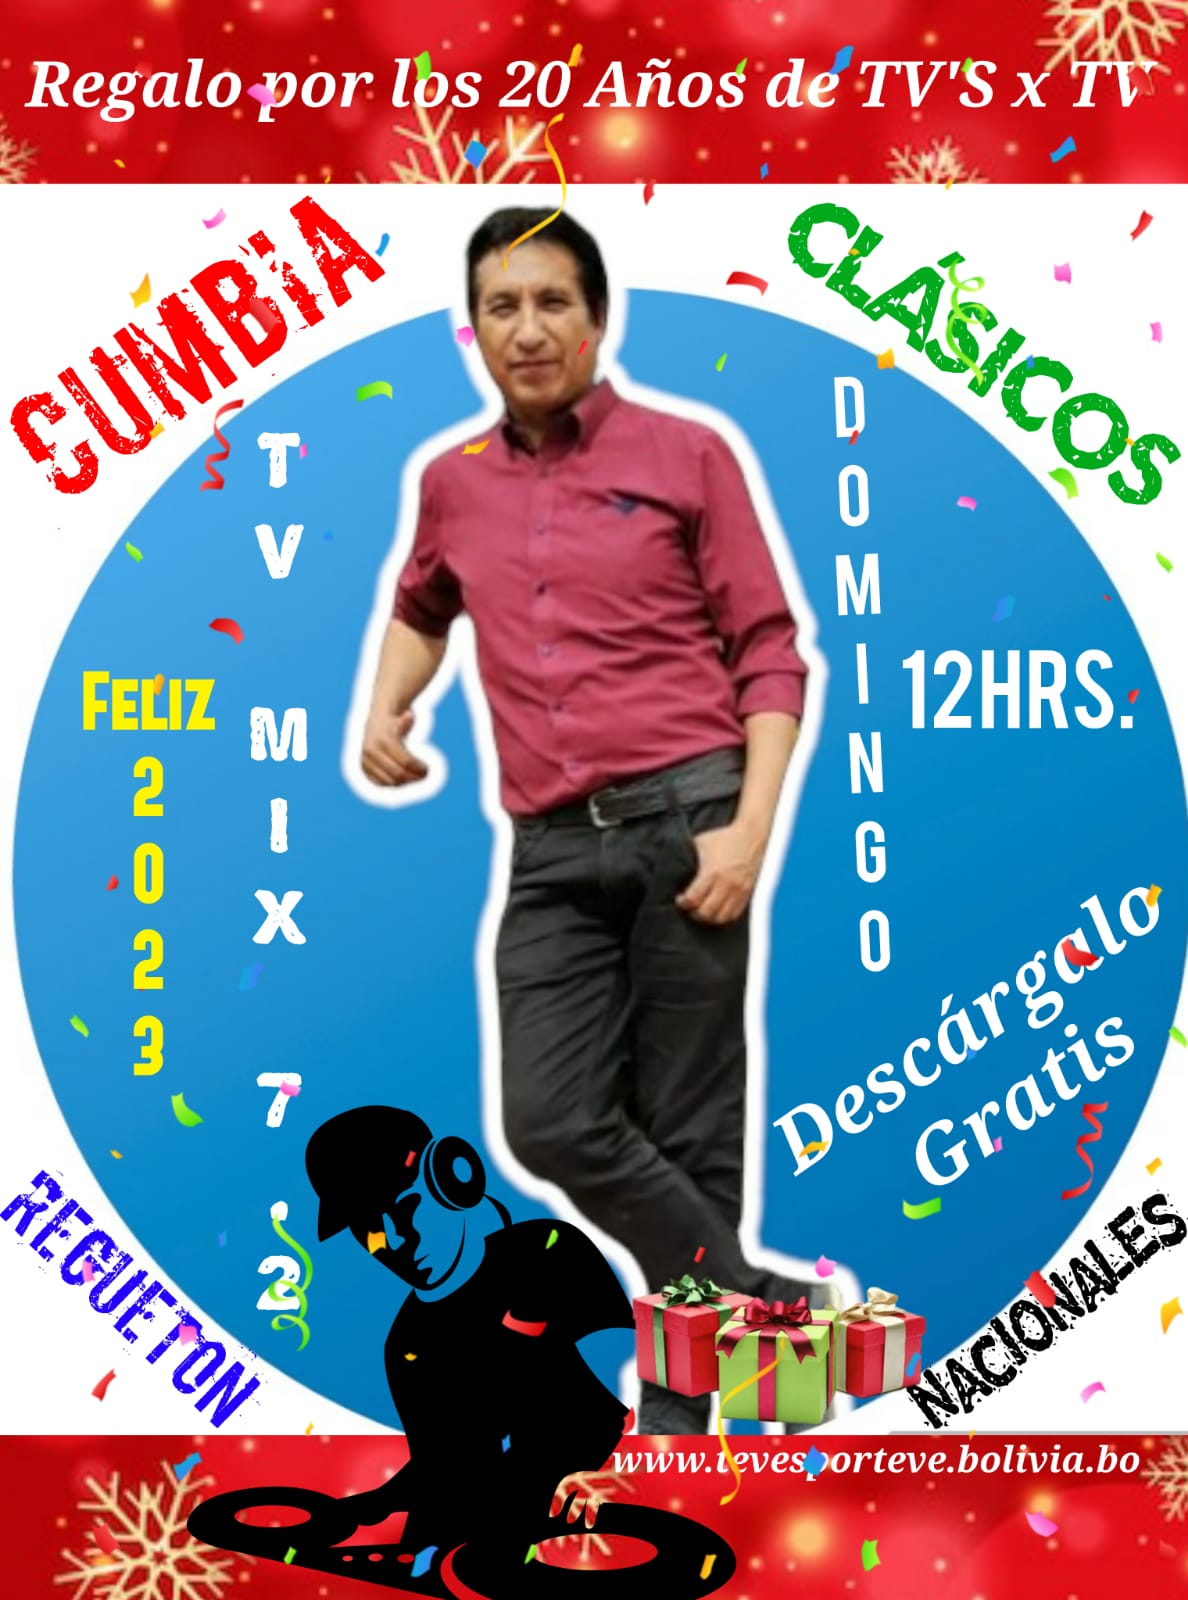 Regalo por los 20 Años de TV'S x TV
CUMBIA
CLÁSICOS
TV MIX 7.2
DOMINGO
12HRS.
FELIZ
2023
Descárgalo
Gratis
REGUETON
NACIONALES
www.tevesporteve.bolivia.bo